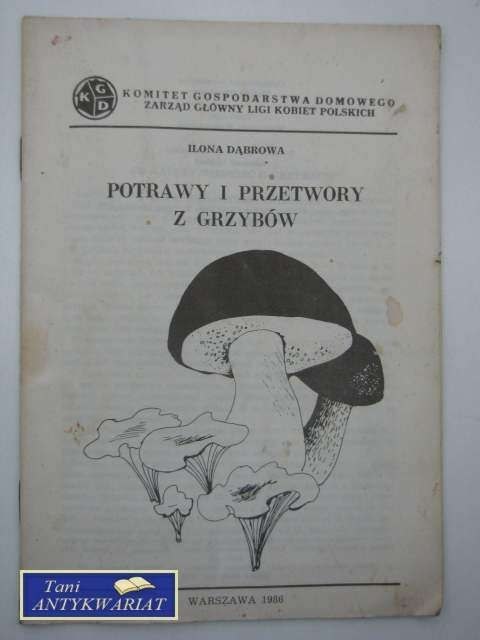 KGD
KOMITET GOSPODARSTWA DOMOWEGO
ZARZĄD GŁÓWNY LIGI KOBIET POLSKICH
ILONA DĄBROWA
POTRAWY I PRZETWORY
Z GRZYBÓW
WARSZAWA 1986
Tani
ANTYKWARIAT